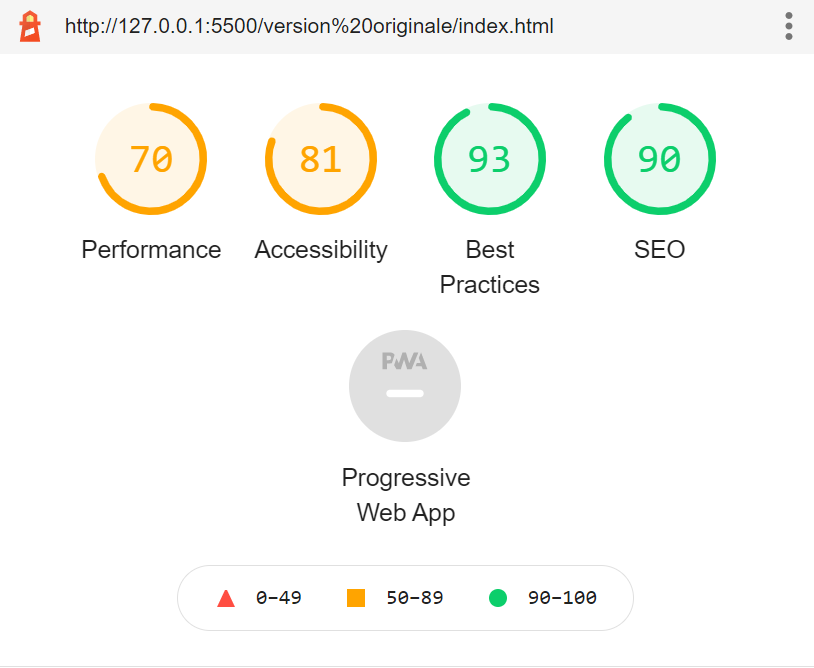 http://127.0.0.1:5500/version%20originale/index.html
70 81 93 90
Performance Accessibility Best Practices SEO
PWA
Progressive
Web App
0–49 50–89 90–100